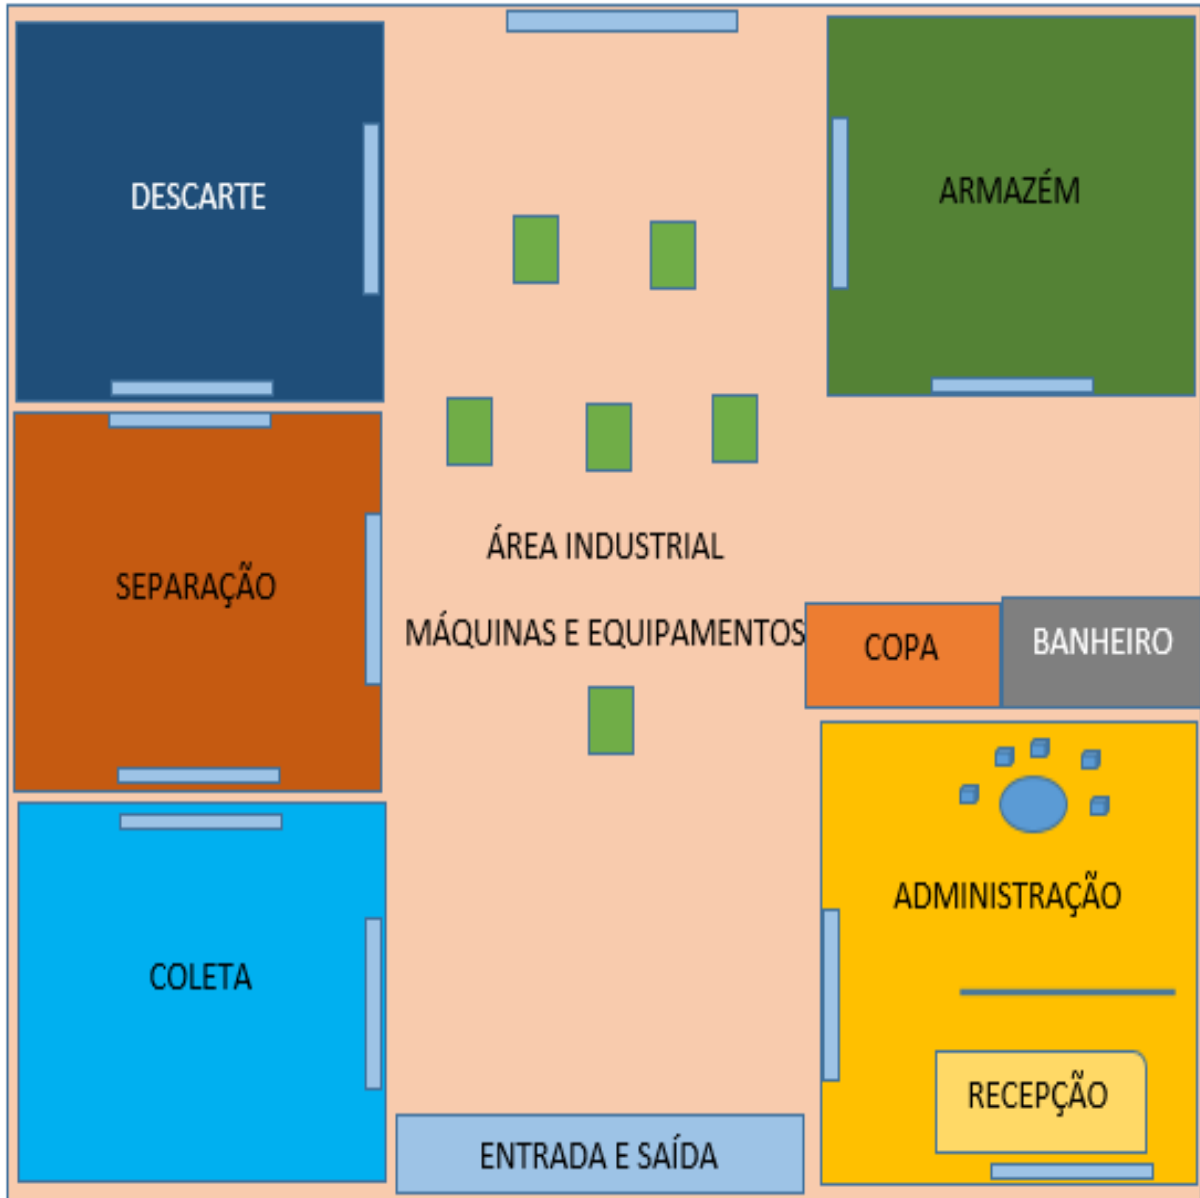 DESCARTE
ARMAZÉM
ÁREA INDUSTRIAL
MÁQUINAS E EQUIPAMENTOS
SEPARAÇÃO
COPA
BANHEIRO
ADMINISTRAÇÃO
COLETA
RECEPÇÃO
ENTRADA E SAÍDA